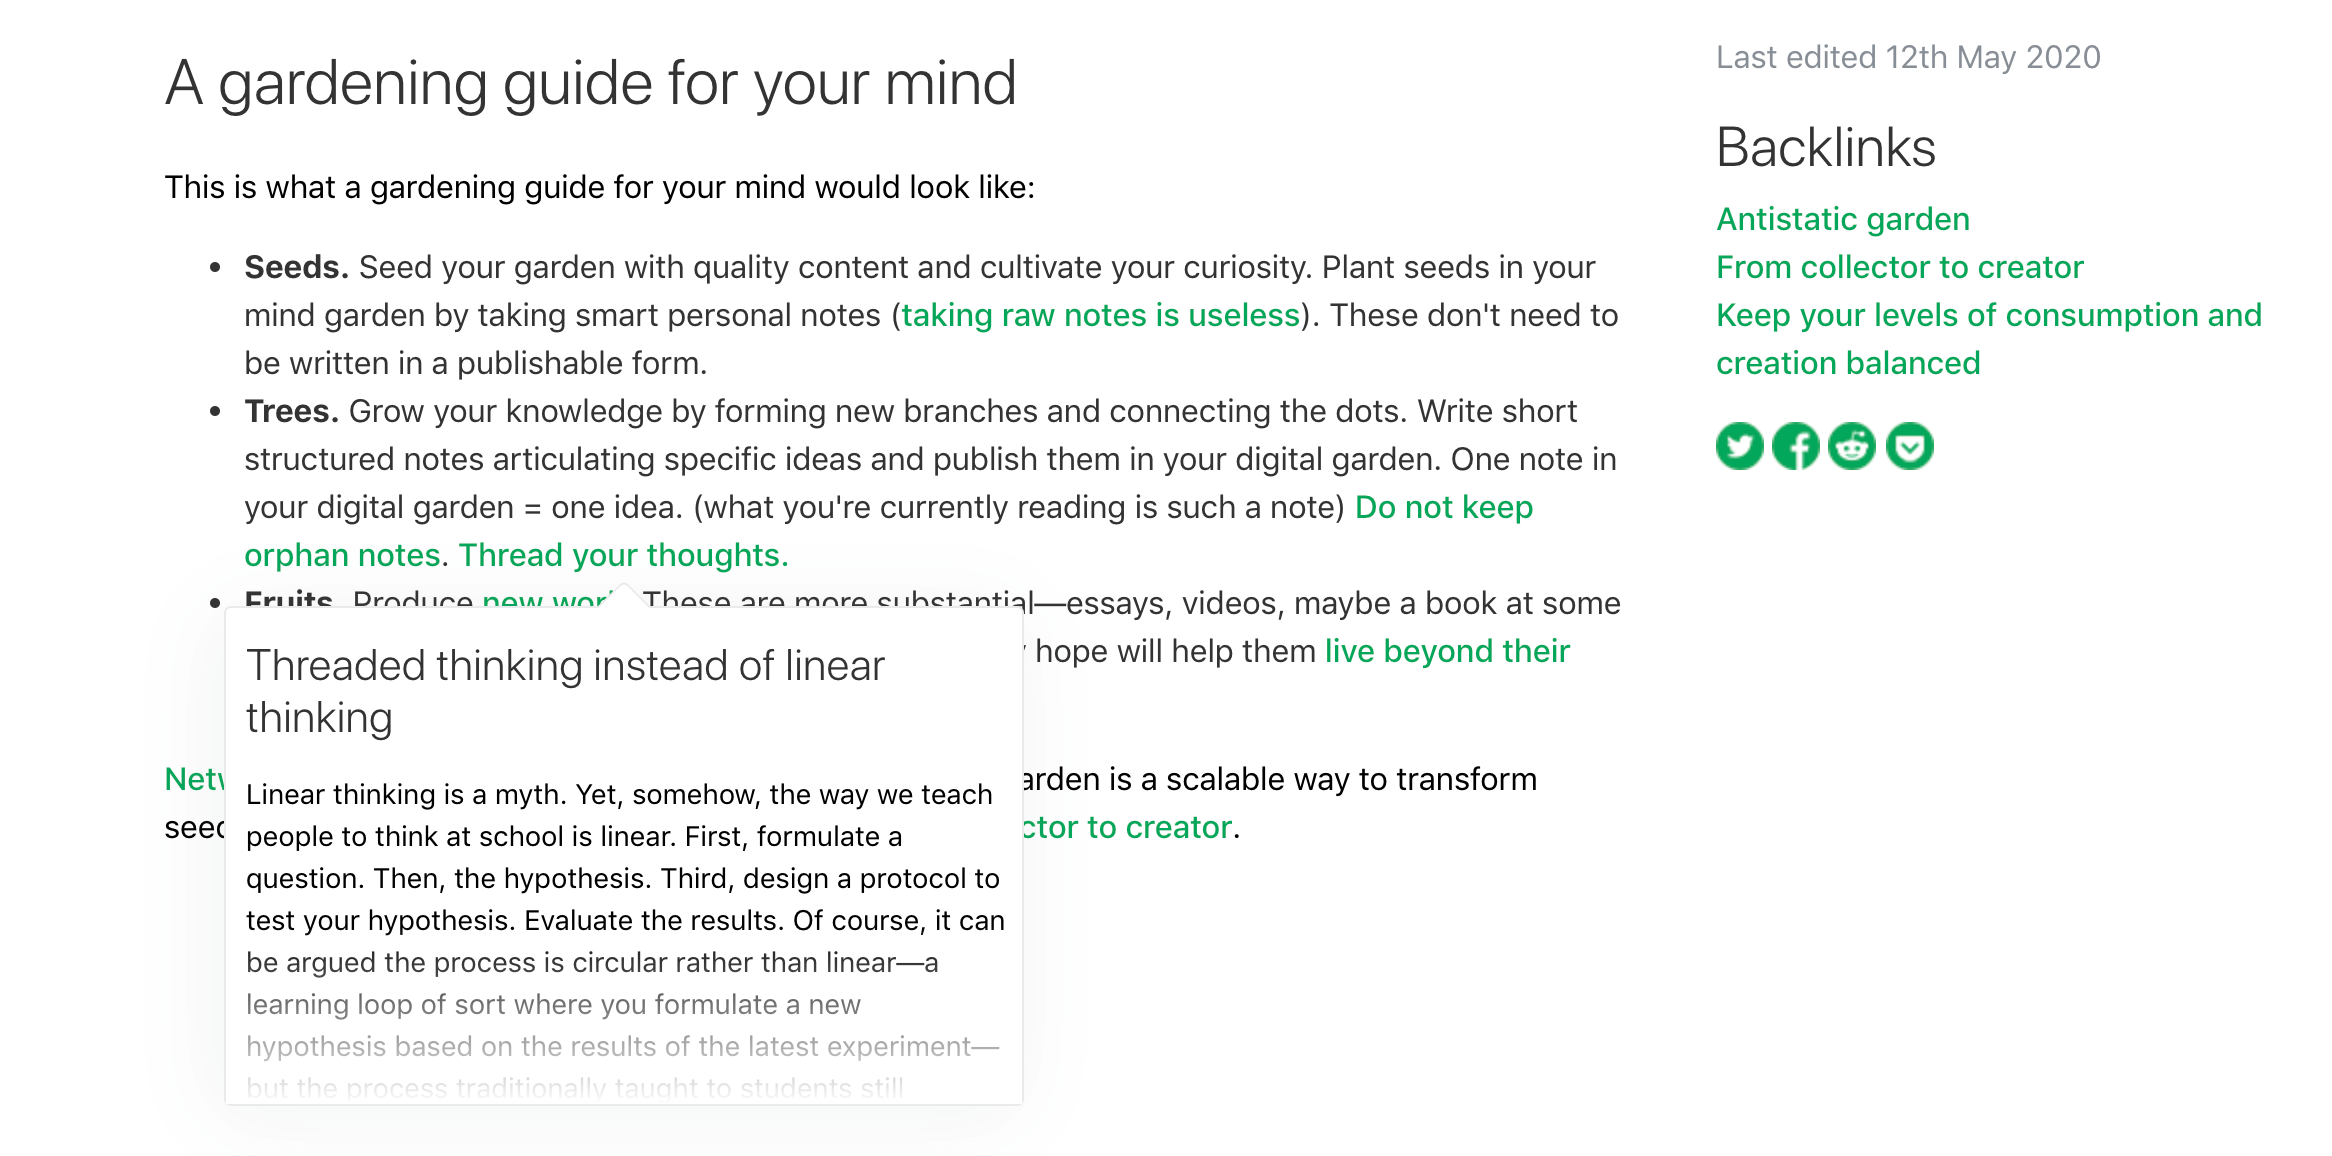 A gardening guide for your mind
This is what a gardening guide for your mind would look like:
• Seeds. Seed your garden with quality content and cultivate your curiosity. Plant seeds in your
mind garden by taking smart personal notes (taking raw notes is useless). These don't need to
be written in a publishable form.
• Trees. Grow your knowledge by forming new branches and connecting the dots. Write short
structured notes articulating specific ideas and publish them in your digital garden. One note in
your digital garden = one idea. (what you're currently reading is such a note) Do not keep
orphan notes. Thread your thoughts.
• Fruits. Produce new These are more substantial—essays, videos, maybe a book at some
hope will help them live beyond their
arden is a scalable way to transform
ctor to creator.
Threaded thinking instead of linear
thinking
Linear thinking is a myth. Yet, somehow, the way we teach
people to think at school is linear. First, formulate a
question. Then, the hypothesis. Third, design a protocol to
test your hypothesis. Evaluate the results. Of course, it can
be argued the process is circular rather than linear—a
learning loop of sort where you formulate a new
hypothesis based on the results of the latest experiment—
but the process traditionally taught to students still
Last edited 12th May 2020
Backlinks
Antistatic garden
From collector to creator
Keep your levels of consumption and
creation balanced